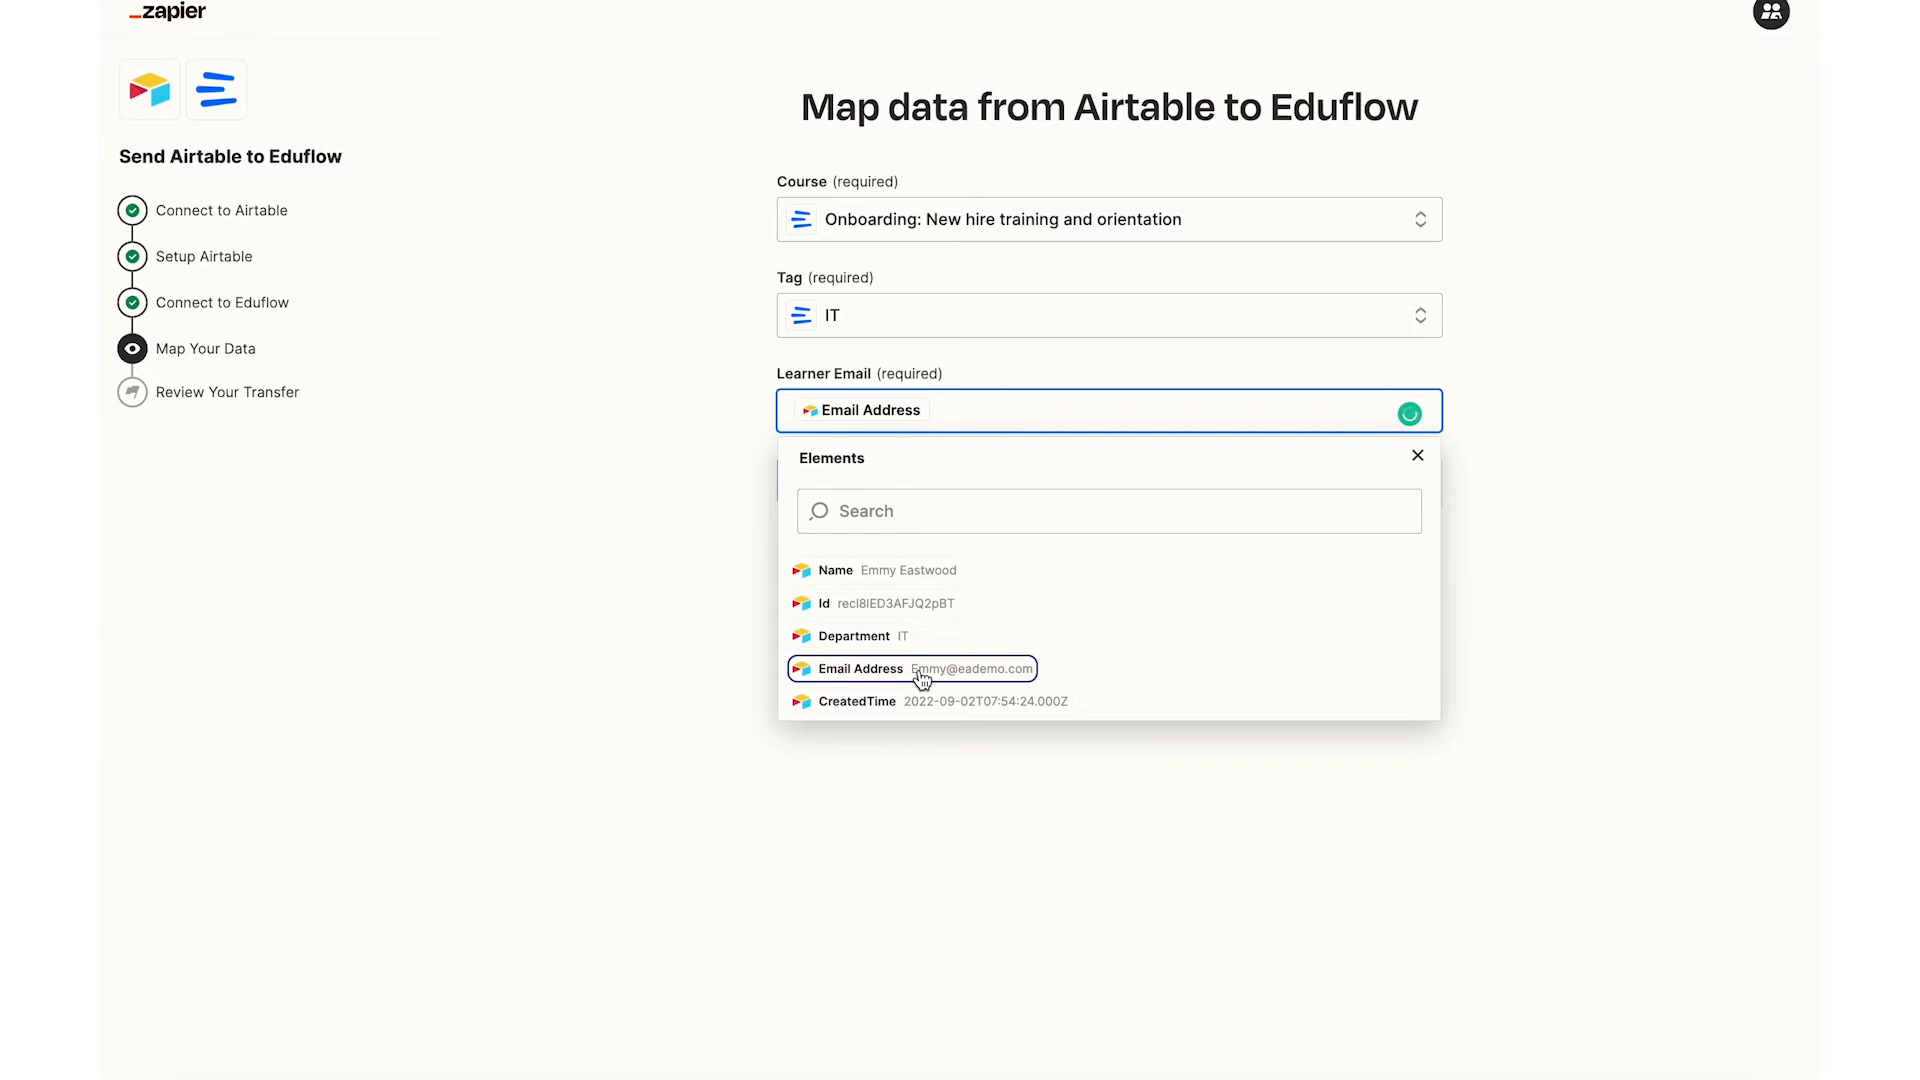 _zapier
Map data from Airtable to Eduflow
Send Airtable to Eduflow
Connect to Airtable
Setup Airtable
Connect to Eduflow
Map Your Data
Review Your Transfer
Course (required)
Onboarding: New hire training and orientation
Tag (required)
IT
Learner Email (required)
Email Address
Elements
Search
Name Emmy Eastwood
Id recl8lED3AFJQ2pBT
Department IT
Email Address Emmy@eademo.com
CreatedTime 2022-09-02T07:54:24.000Z